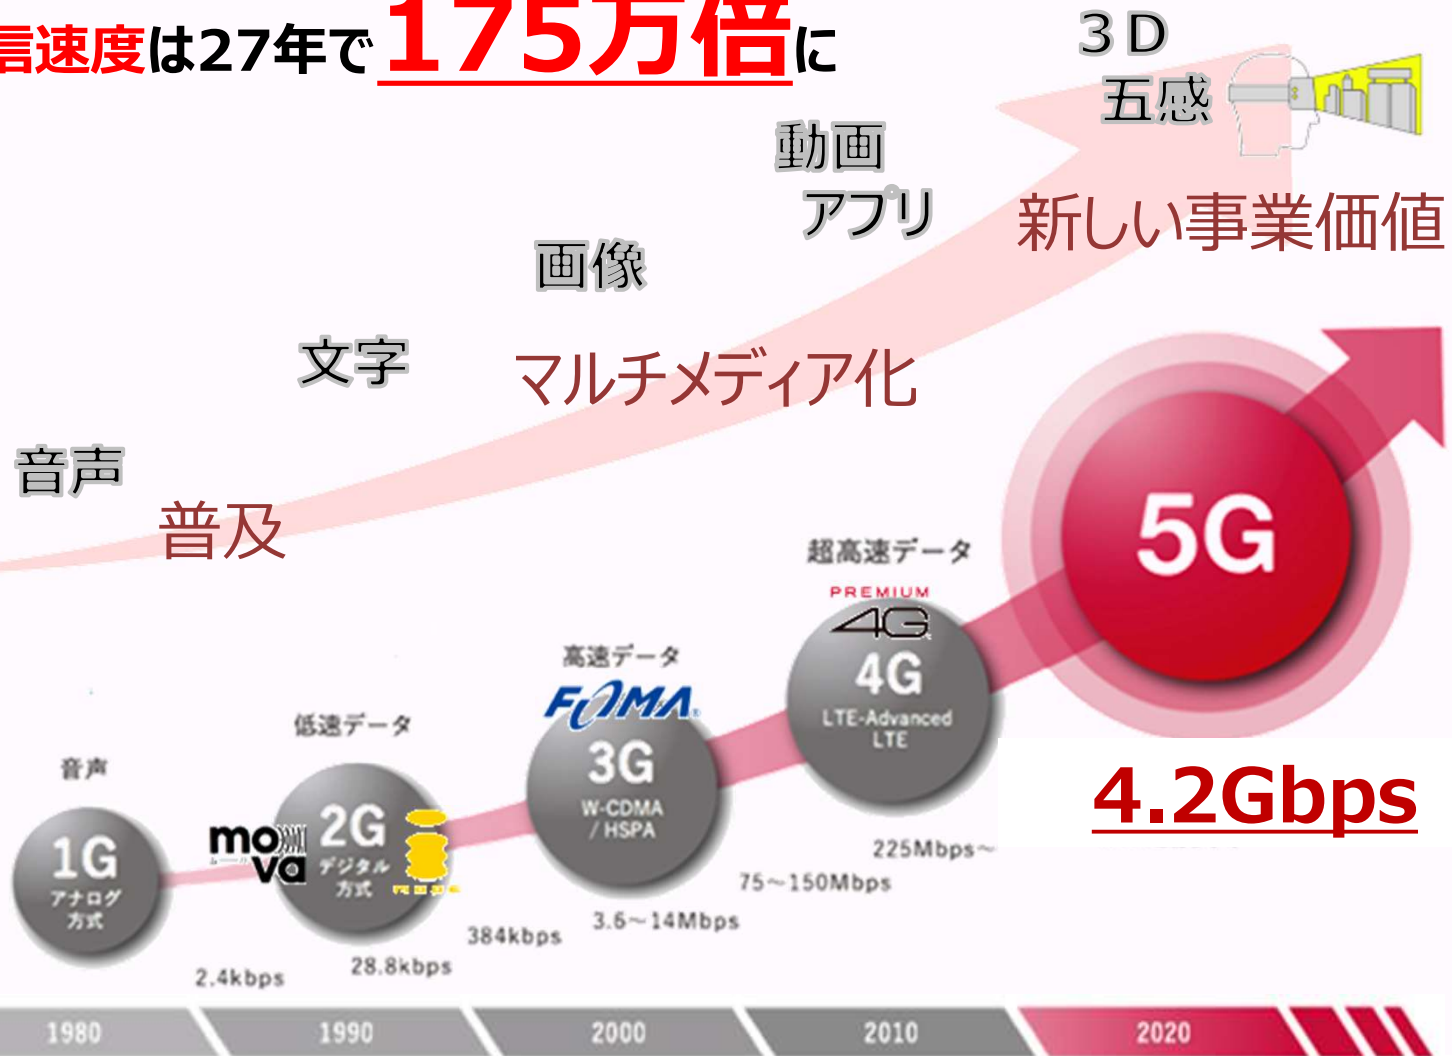 信速度は27年で175万倍に
3D
五感
動画
アプリ
新しい事業価値
画像
文字
マルチメディア化
音声
普及
5G
超高速データ
PREMIUM
4G
4G
LTE-Advanced
LTE
高速データ
FOMA
3G
W-CDMA
/ HSPA
低速データ
mova
2G
デジタル
方式
音声
1G
アナログ
方式
4.2Gbps
225Mbps~
75~150Mbps
3.6~14Mbps
384kbps
28.8kbps
2.4kbps
1980
1990
2000
2010
2020